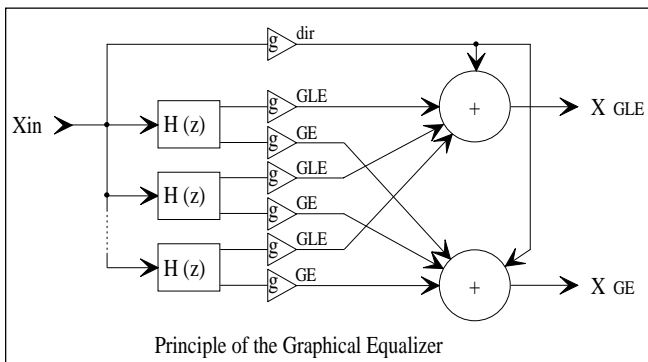 g dir
g GLE
Xin H (z) + X GLE
g GE
g GLE
H (z)
g GE
g GLE
H (z)
g GE + X GE
Principle of the Graphical Equalizer